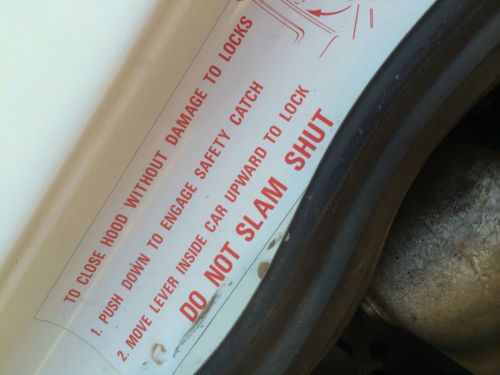 TO CLOSE HOOD WITHOUT DAMAGE TO LOCKS
1. PUSH DOWN TO ENGAGE SAFETY CATCH
2. MOVE LEVER INSIDE CAR UPWARD TO LOCK
DO NOT SLAM SHUT